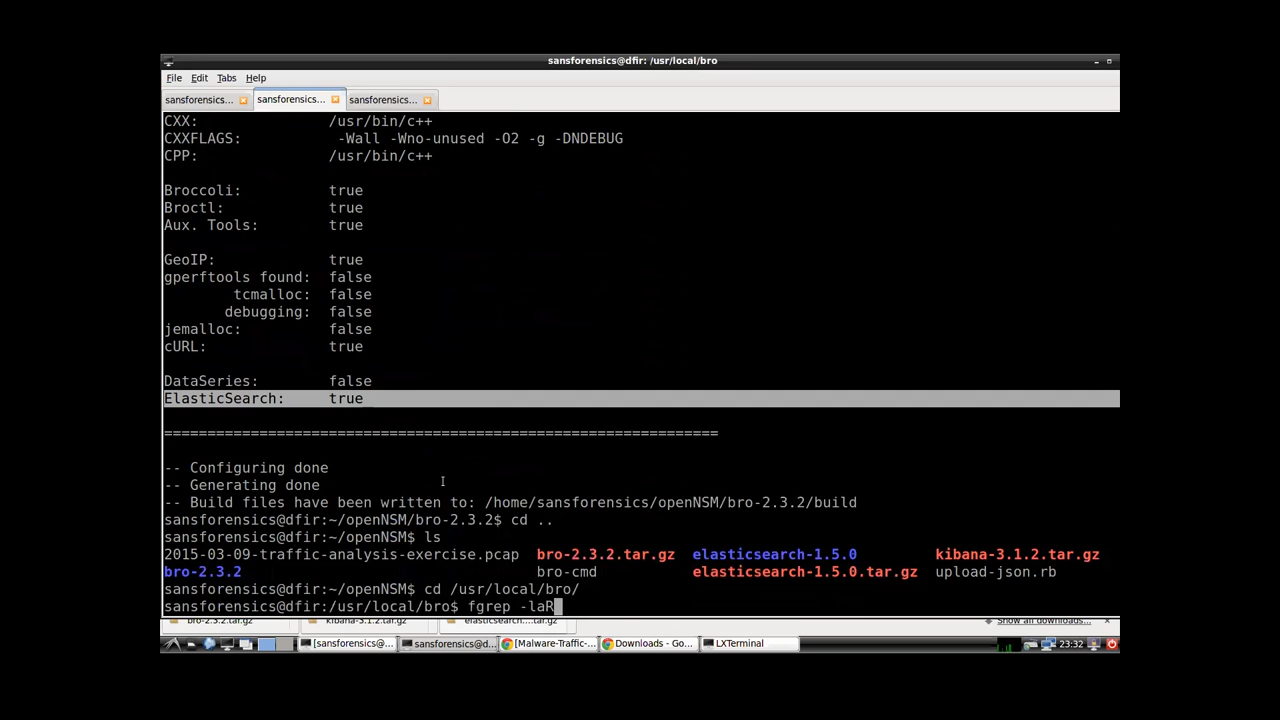 sansforensics@dfir: /usr/local/bro
File Edit Tabs Help
sansforensics... sansforensics... sansforensics...
CXX: /usr/bin/c++
CXXFLAGS: -Wall -Wno-unused -O2 -g -DNDEBUG
CPP: /usr/bin/c++
Broccoli: true
Broctl: true
Aux. Tools: true
GeoIP: true
gperftools found: false
tcmalloc: false
debugging: false
jemalloc: false
cURL: true
DataSeries: false
ElasticSearch: true
================================================================
-- Configuring done
-- Generating done
-- Build files have been written to: /home/sansforensics/openNSM/bro-2.3.2/build
sansforensics@dfir:~/openNSM/bro-2.3.2$ cd ..
sansforensics@dfir:~/openNSM$ ls
2015-03-09-traffic-analysis-exercise.pcap bro-2.3.2.tar.gz elasticsearch-1.5.0 kibana-3.1.2.tar.gz
bro-2.3.2 bro-cmd elasticsearch-1.5.0.tar.gz upload-json.rb
sansforensics@dfir:~/openNSM$ cd /usr/local/bro/
sansforensics@dfir:/usr/local/bro$ fgrep -laR
bro-2.3.2.tar.gz kibana-3.1.2.tar.gz elasticsearch....tar.gz Show all downloads...
[sansforensics@... sansforensics@d... [Malware-Traffic-... Downloads - Go... LXTerminal 23:32